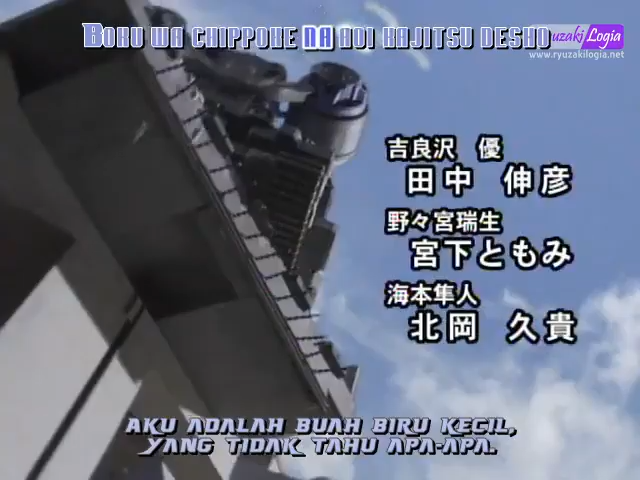 BOKU WA CHIPPOKE NA AOI KAJITSU DESHO
Ryuzaki Logia
www.ryuzakilogia.net
吉良沢 優
田中 伸彦
野々宮瑞生
宮下ともみ
海本隼人
北岡 久貴
AKU ADALAH BUAH BIRU KECIL,
YANG TIDAK TAHU APA-APA.